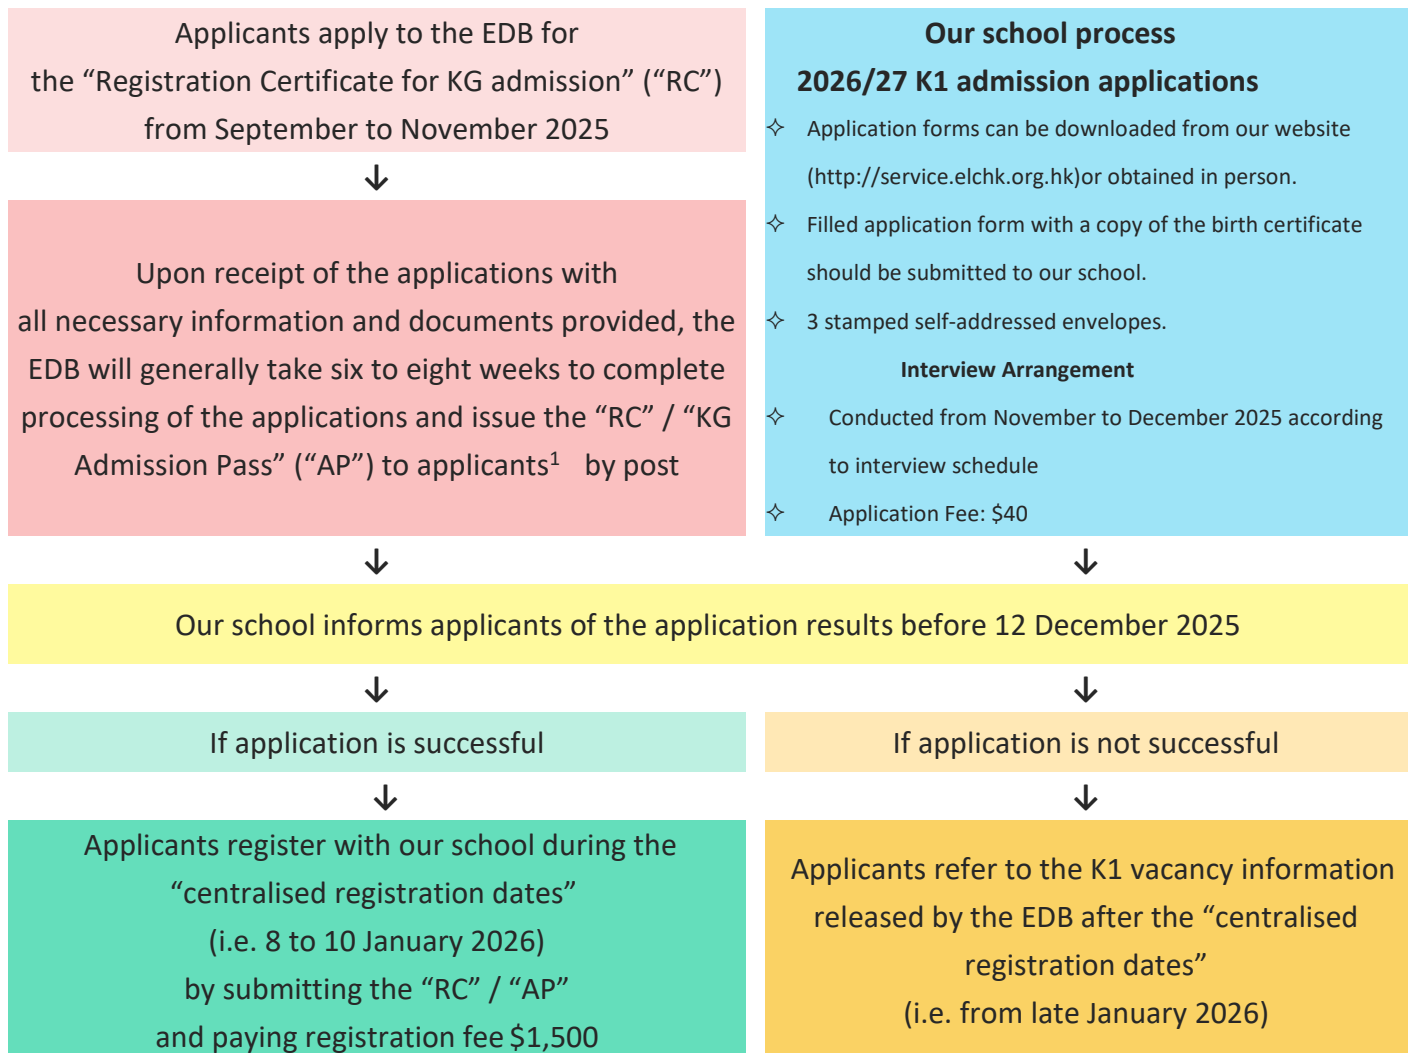 Applicants apply to the EDB for
the “Registration Certificate for KG admission” (“RC”)
from September to November 2025
↓
Upon receipt of the applications with
all necessary information and documents provided, the
EDB will generally take six to eight weeks to complete
processing of the applications and issue the “RC” / “KG
Admission Pass” (“AP”) to applicants¹ by post
Our school process
2026/27 K1 admission applications
✧ Application forms can be downloaded from our website
(http://service.elchk.org.hk)or obtained in person.
✧ Filled application form with a copy of the birth certificate
should be submitted to our school.
✧ 3 stamped self-addressed envelopes.
Interview Arrangement
✧ Conducted from November to December 2025 according
to interview schedule
✧ Application Fee: $40
↓ ↓
Our school informs applicants of the application results before 12 December 2025
↓ ↓
If application is successful
↓
Applicants register with our school during the
“centralised registration dates”
(i.e. 8 to 10 January 2026)
by submitting the “RC” / “AP”
and paying registration fee $1,500
If application is not successful
↓
Applicants refer to the K1 vacancy information
released by the EDB after the “centralised
registration dates”
(i.e. from late January 2026)